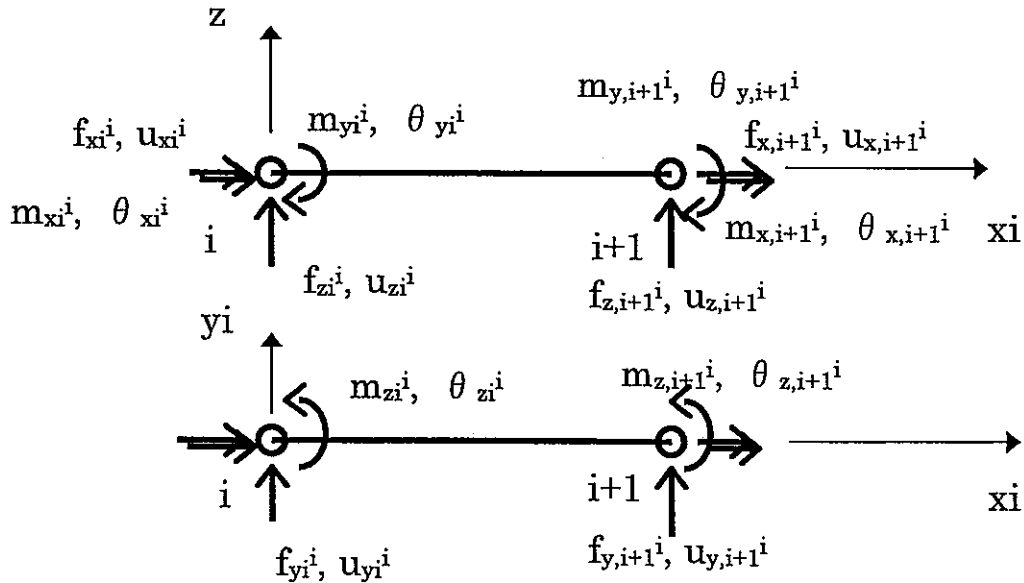 z
m_{y,i+1}^i, θ_{y,i+1}^i
m_{yi}^i, θ_{yi}^i
f_{xi}^i, u_{xi}^i
f_{x,i+1}^i, u_{x,i+1}^i
m_{xi}^i, θ_{xi}^i
m_{x,i+1}^i, θ_{x,i+1}^i
i
i+1
xi
f_{zi}^i, u_{zi}^i
f_{z,i+1}^i, u_{z,i+1}^i
yi
m_{zi}^i, θ_{zi}^i
m_{z,i+1}^i, θ_{z,i+1}^i
i
i+1
xi
f_{yi}^i, u_{yi}^i
f_{y,i+1}^i, u_{y,i+1}^i